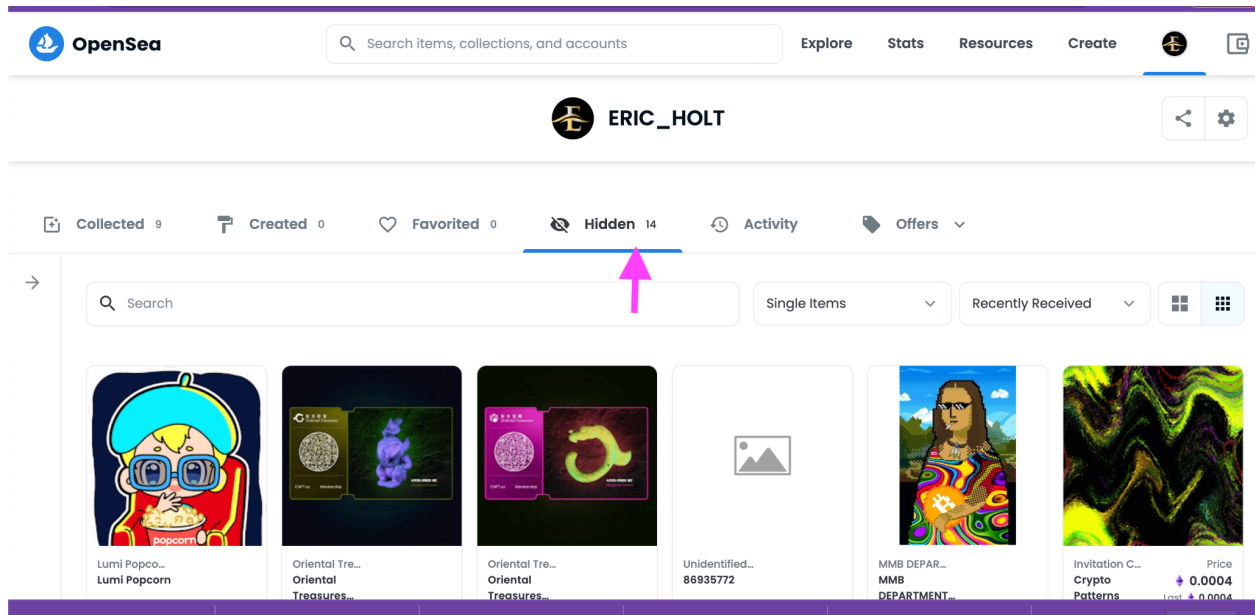 OpenSea
Search items, collections, and accounts
Explore Stats Resources Create
ERIC_HOLT
Collected 9 Created 0 Favorited 0 Hidden 14 Activity Offers
Search
Single Items
Recently Received
popcorn
Lumi Popco...
Lumi Popcorn
Oriental Tre...
Oriental
Treasures...
Oriental Tre...
Oriental
Treasures...
Unidentified...
86935772
MMB DEPAR...
MMB
DEPARTMENT...
Invitation C... Price
Crypto 0.0004
Patterns Last 0.0004